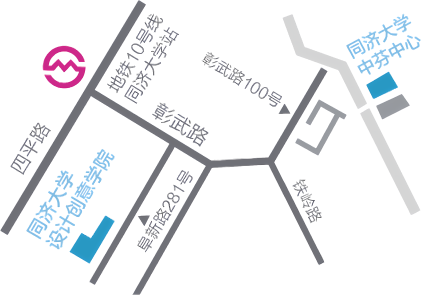 地铁10号线
同济大学站
彰武路100号
同济大学
中芬中心
彰武路
四平路
同济大学
设计创意学院
阜新路281号
铁岭路